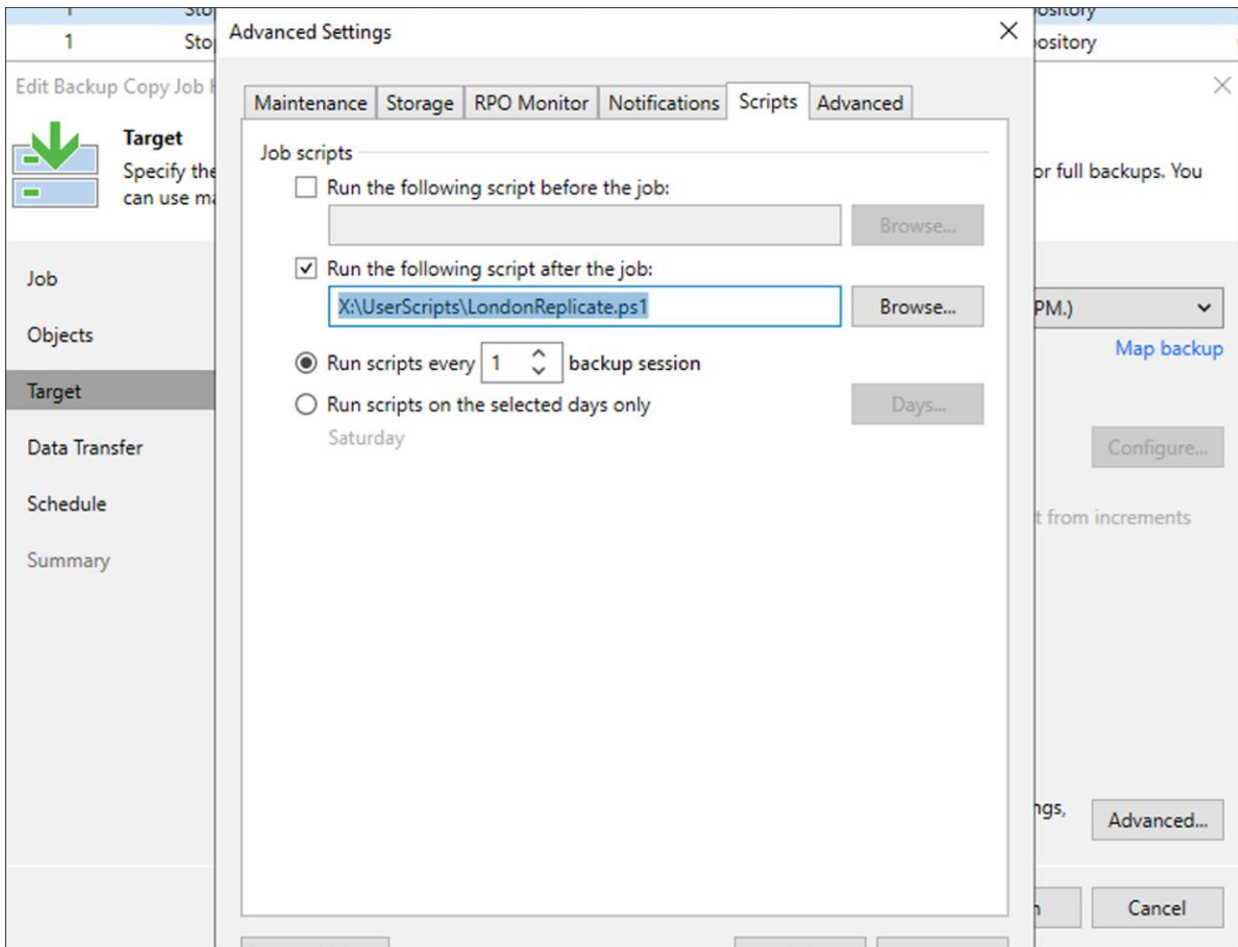 1
1 Sto ository
Advanced Settings
Edit Backup Copy Job
Maintenance Storage RPO Monitor Notifications Scripts Advanced
Target
Specify the or full backups. You
can use
Job scripts
Run the following script before the job:
Browse...
Run the following script after the job:
X:\UserScripts\LondonReplicate.ps1 Browse...
Run scripts every 1 backup session
Run scripts on the selected days only Days...
Saturday
Job
Objects
Target
Data Transfer
Schedule
Summary
PM.)
Map backup
Configure...
t from increments
ngs,
Advanced...
Cancel